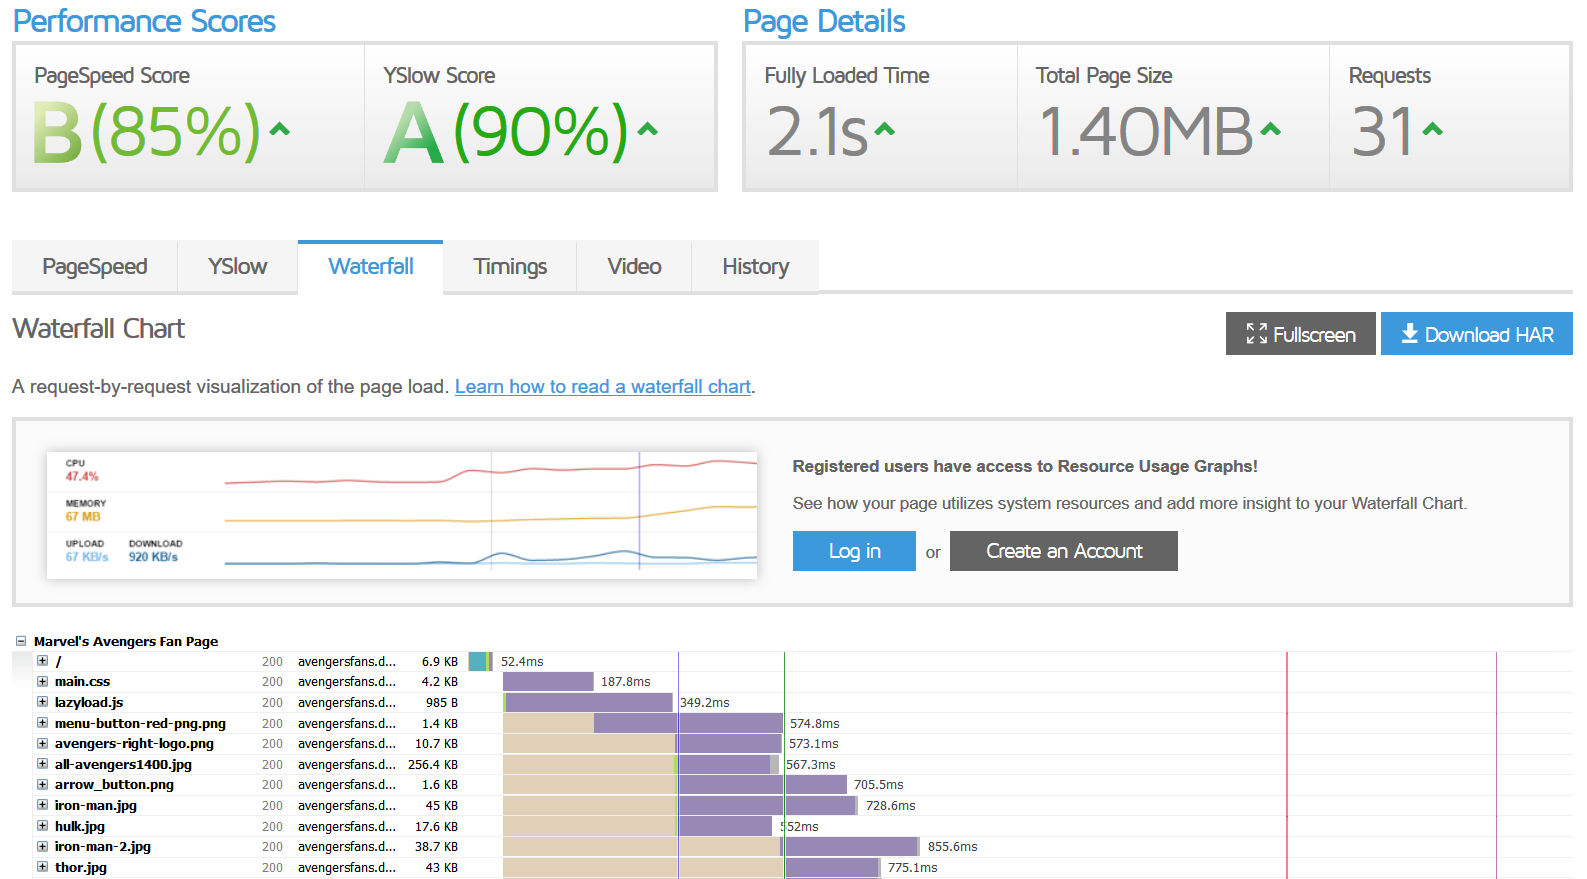 Performance Scores
Page Details
PageSpeed Score
YSlow Score
Fully Loaded Time
Total Page Size
Requests
B (85%)
A (90%)
2.1s
1.40MB
31
PageSpeed
YSlow
Waterfall
Timings
Video
History
Waterfall Chart
Fullscreen
Download HAR
A request-by-request visualization of the page load. Learn how to read a waterfall chart.
CPU
47.4%
MEMORY
67 MB
UPLOAD DOWNLOAD
67 KB/s 920 KB/s
Registered users have access to Resource Usage Graphs!
See how your page utilizes system resources and add more insight to your Waterfall Chart.
Log in or Create an Account
Marvel's Avengers Fan Page
/ 200 avengersfans.d... 6.9 KB 52.4ms
main.css 200 avengersfans.d... 4.2 KB 187.8ms
lazyload.js 200 avengersfans.d... 985 B 349.2ms
menu-button-red-png.png 200 avengersfans.d... 1.4 KB 574.8ms
avengers-right-logo.png 200 avengersfans.d... 10.7 KB 573.1ms
all-avengers1400.jpg 200 avengersfans.d... 256.4 KB 567.3ms
arrow_button.png 200 avengersfans.d... 1.6 KB 705.5ms
iron-man.jpg 200 avengersfans.d... 45 KB 728.6ms
hulk.jpg 200 avengersfans.d... 17.6 KB 552ms
iron-man-2.jpg 200 avengersfans.d... 38.7 KB 855.6ms
thor.jpg 200 avengersfans.d... 43 KB 775.1ms